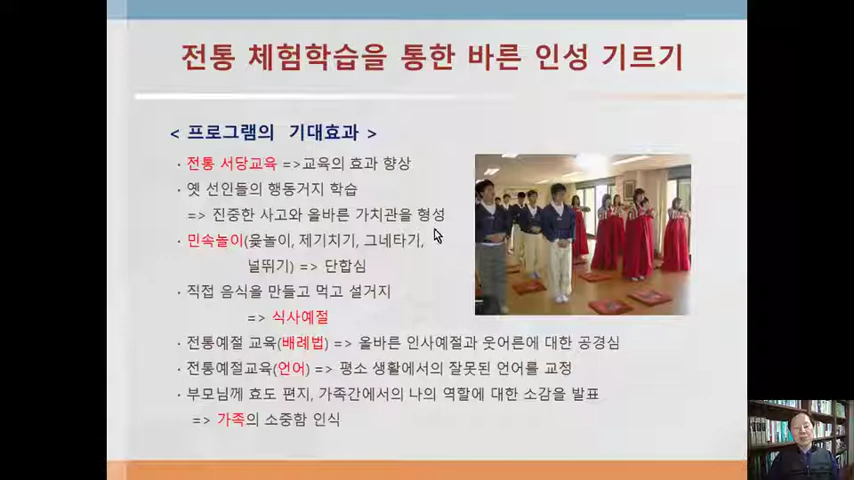 전통 체험학습을 통한 바른 인성 기르기
< 프로그램의 기대효과 >
· 전통 서당교육 =>교육의 효과 향상
· 옛 선인들의 행동거지 학습
=> 진중한 사고와 올바른 가치관을 형성
· 민속놀이(윷놀이, 제기치기, 그네타기,
널뛰기) => 단합심
· 직접 음식을 만들고 먹고 설거지
=> 식사예절
· 전통예절 교육(배례법) => 올바른 인사예절과 웃어른에 대한 공경심
· 전통예절교육(언어) => 평소 생활에서의 잘못된 언어를 교정
· 부모님께 효도 편지, 가족간에서의 나의 역할에 대한 소감을 발표
=> 가족의 소중함 인식